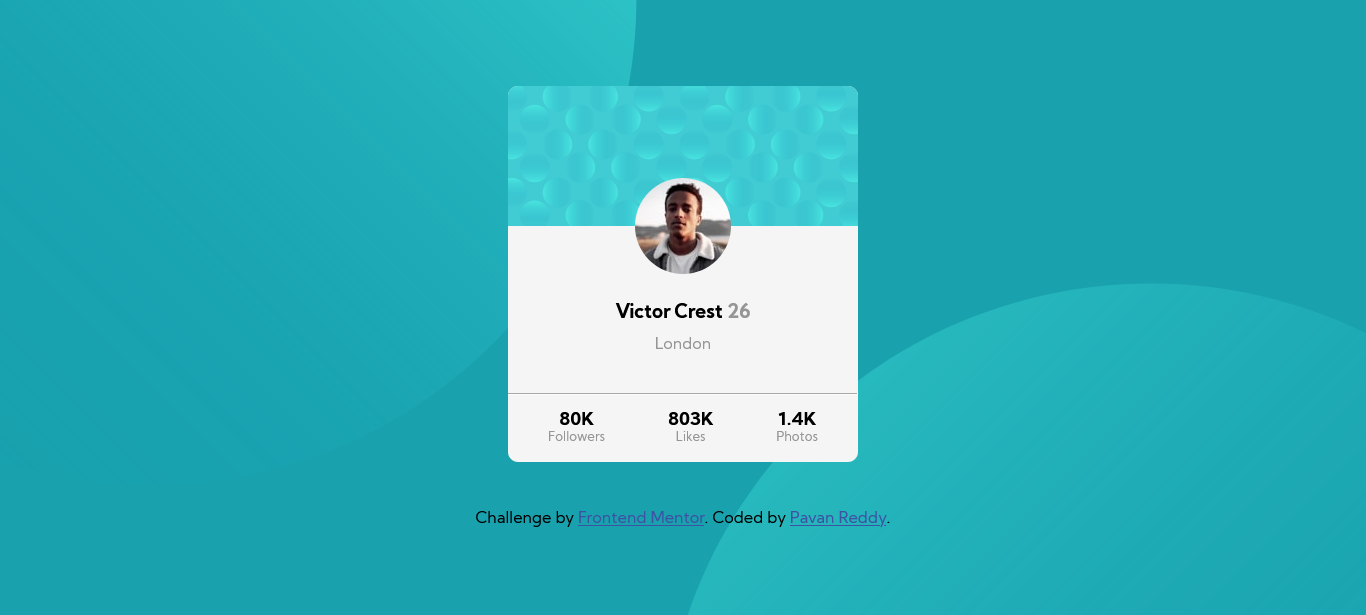 Victor Crest 26
London
80K 803K 1.4K
Followers Likes Photos
Challenge by Frontend Mentor. Coded by Pavan Reddy.